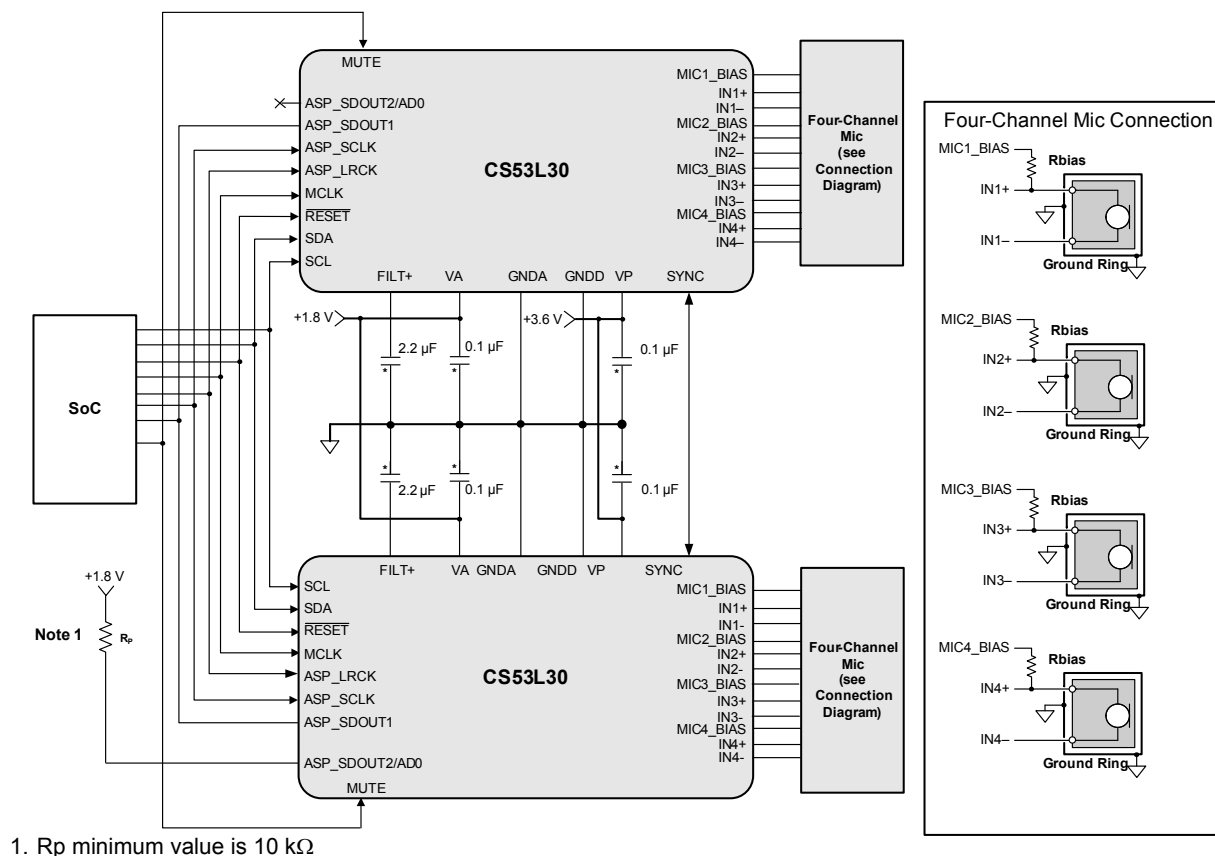 MUTE
ASP_SDOUT2/AD0
ASP_SDOUT1
ASP_SCLK
ASP_LRCK
MCLK
RESET
SDA
SCL
CS53L30
MIC1_BIAS
IN1+
IN1–
MIC2_BIAS
IN2+
IN2–
MIC3_BIAS
IN3+
IN3–
MIC4_BIAS
IN4+
IN4–
FILT+ VA GNDA GNDD VP SYNC
Four-Channel
Mic
(see
Connection
Diagram)
+1.8 V
+3.6 V
2.2 µF
0.1 µF
0.1 µF
*
*
*
SoC
*
*
*
2.2 µF
0.1 µF
0.1 µF
FILT+ VA GNDA GNDD VP SYNC
SCL
SDA
RESET
MCLK
ASP_LRCK
ASP_SCLK
ASP_SDOUT1
ASP_SDOUT2/AD0
MUTE
CS53L30
MIC1_BIAS
IN1+
IN1-
MIC2_BIAS
IN2+
IN2-
MIC3_BIAS
IN3+
IN3-
MIC4_BIAS
IN4+
IN4-
Four-Channel
Mic
(see
Connection
Diagram)
+1.8 V
Note 1
RP
Four-Channel Mic Connection
MIC1_BIAS
Rbias
IN1+
IN1–
Ground Ring
MIC2_BIAS
Rbias
IN2+
IN2–
Ground Ring
MIC3_BIAS
Rbias
IN3+
IN3–
Ground Ring
MIC4_BIAS
Rbias
IN4+
IN4–
Ground Ring
1. Rp minimum value is 10 kΩ